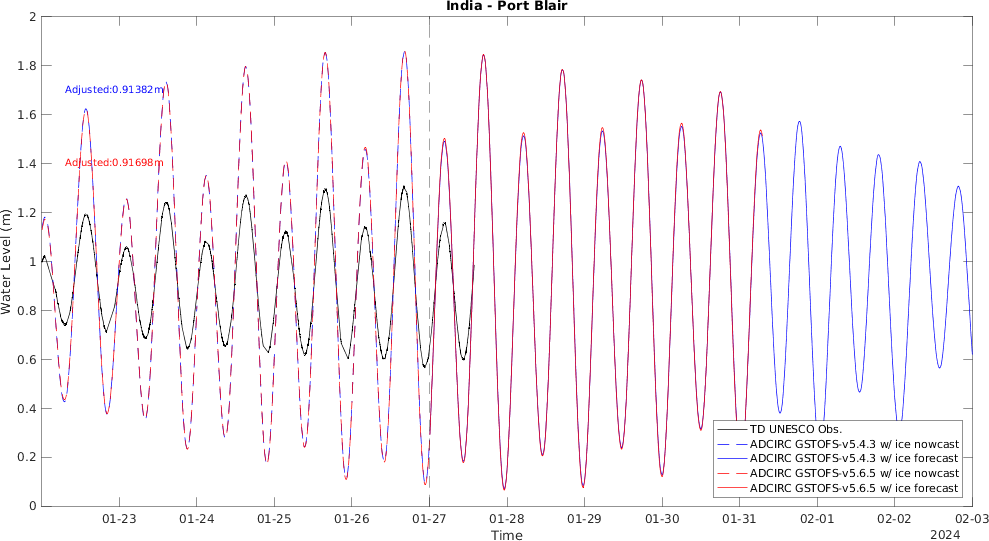 India - Port Blair
2
1.8
1.6
1.4
1.2
1
0.8
0.6
0.4
0.2
0
Water Level (m)
Adjusted:0.91382m
Adjusted:0.91698m
TD UNESCO Obs.
ADCIRC GSTOFS-v5.4.3 w/ ice nowcast
ADCIRC GSTOFS-v5.4.3 w/ ice forecast
ADCIRC GSTOFS-v5.6.5 w/ ice nowcast
ADCIRC GSTOFS-v5.6.5 w/ ice forecast
01-23 01-24 01-25 01-26 01-27 01-28 01-29 01-30 01-31 02-01 02-02 02-03
Time
2024